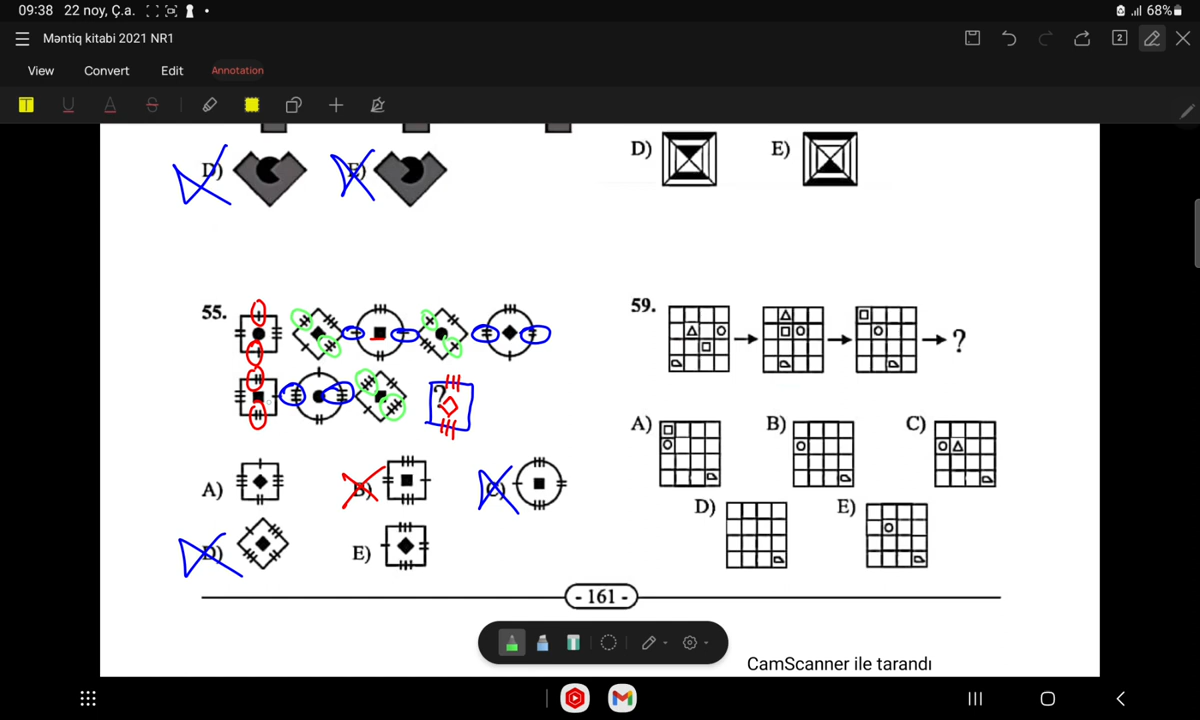 09:38 22 noy, Ç.a. 68%
Məntiq kitabi 2021 NR1 2
View Convert Edit Annotation
T U A S
D) E)
D) E)
55.
?
A) B) C)
D) E)
59.
?
A) B) C)
D) E)
- 161 -
CamScanner ile tarandı